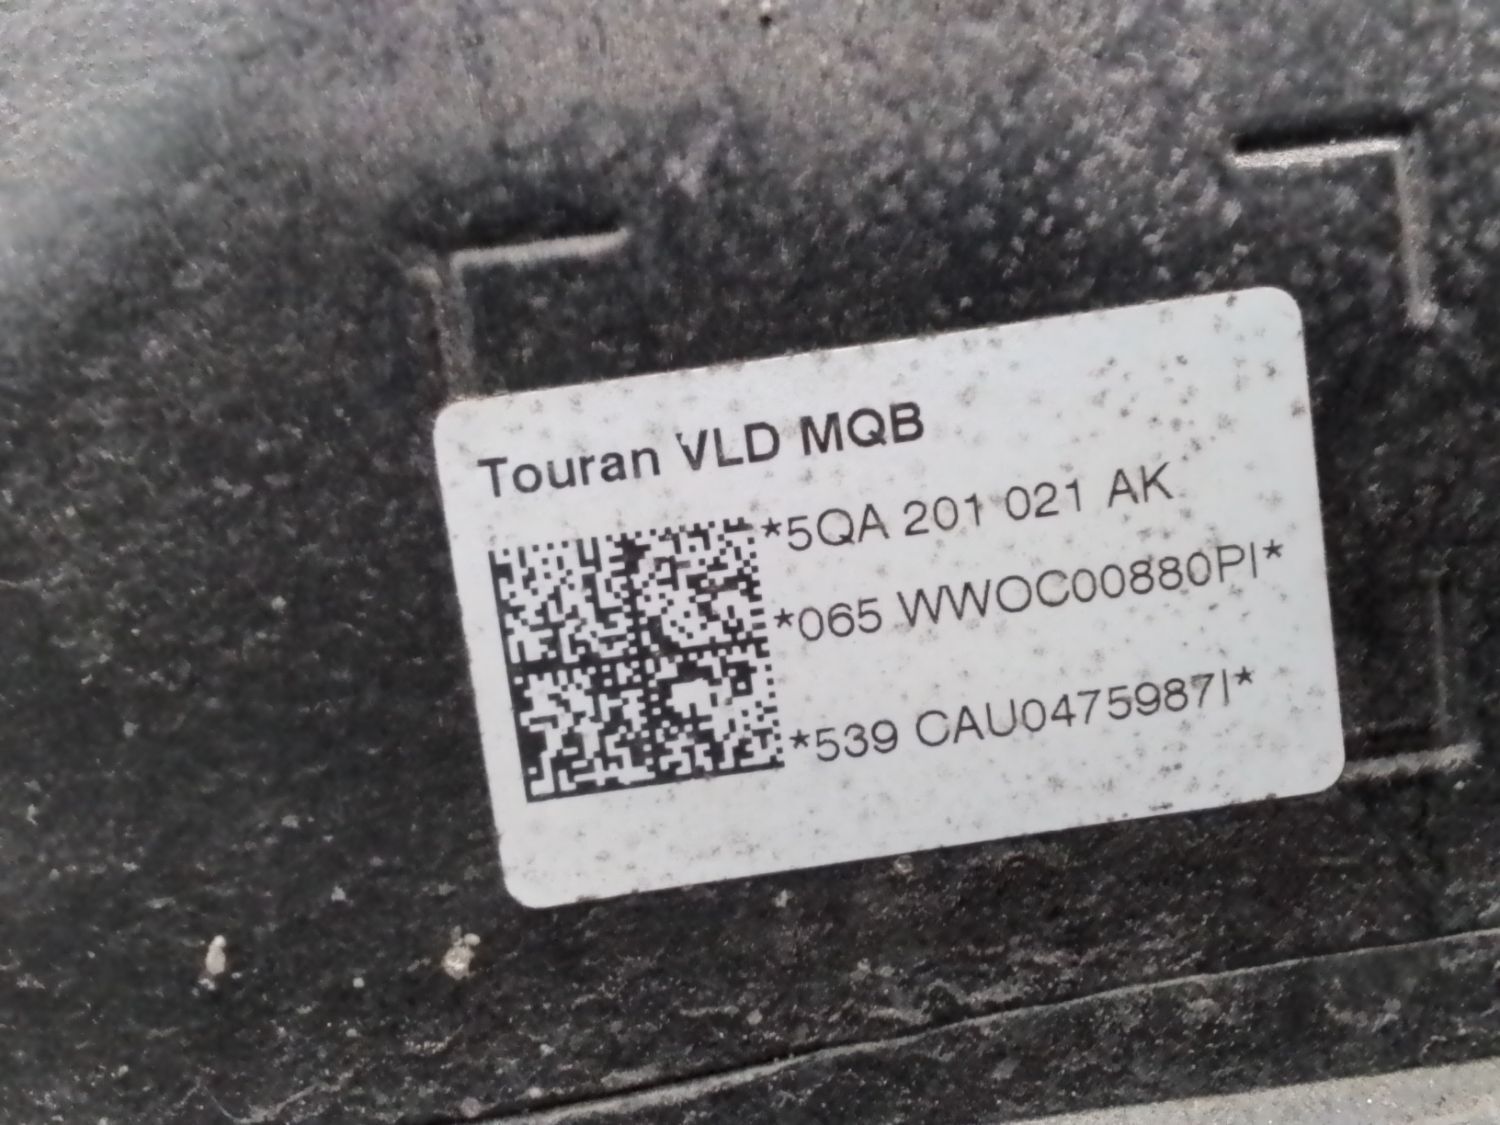 Touran VLD MQB
*5QA 201 021 AK
*065 WWOC00880PI*
*539 CAU0475987I*